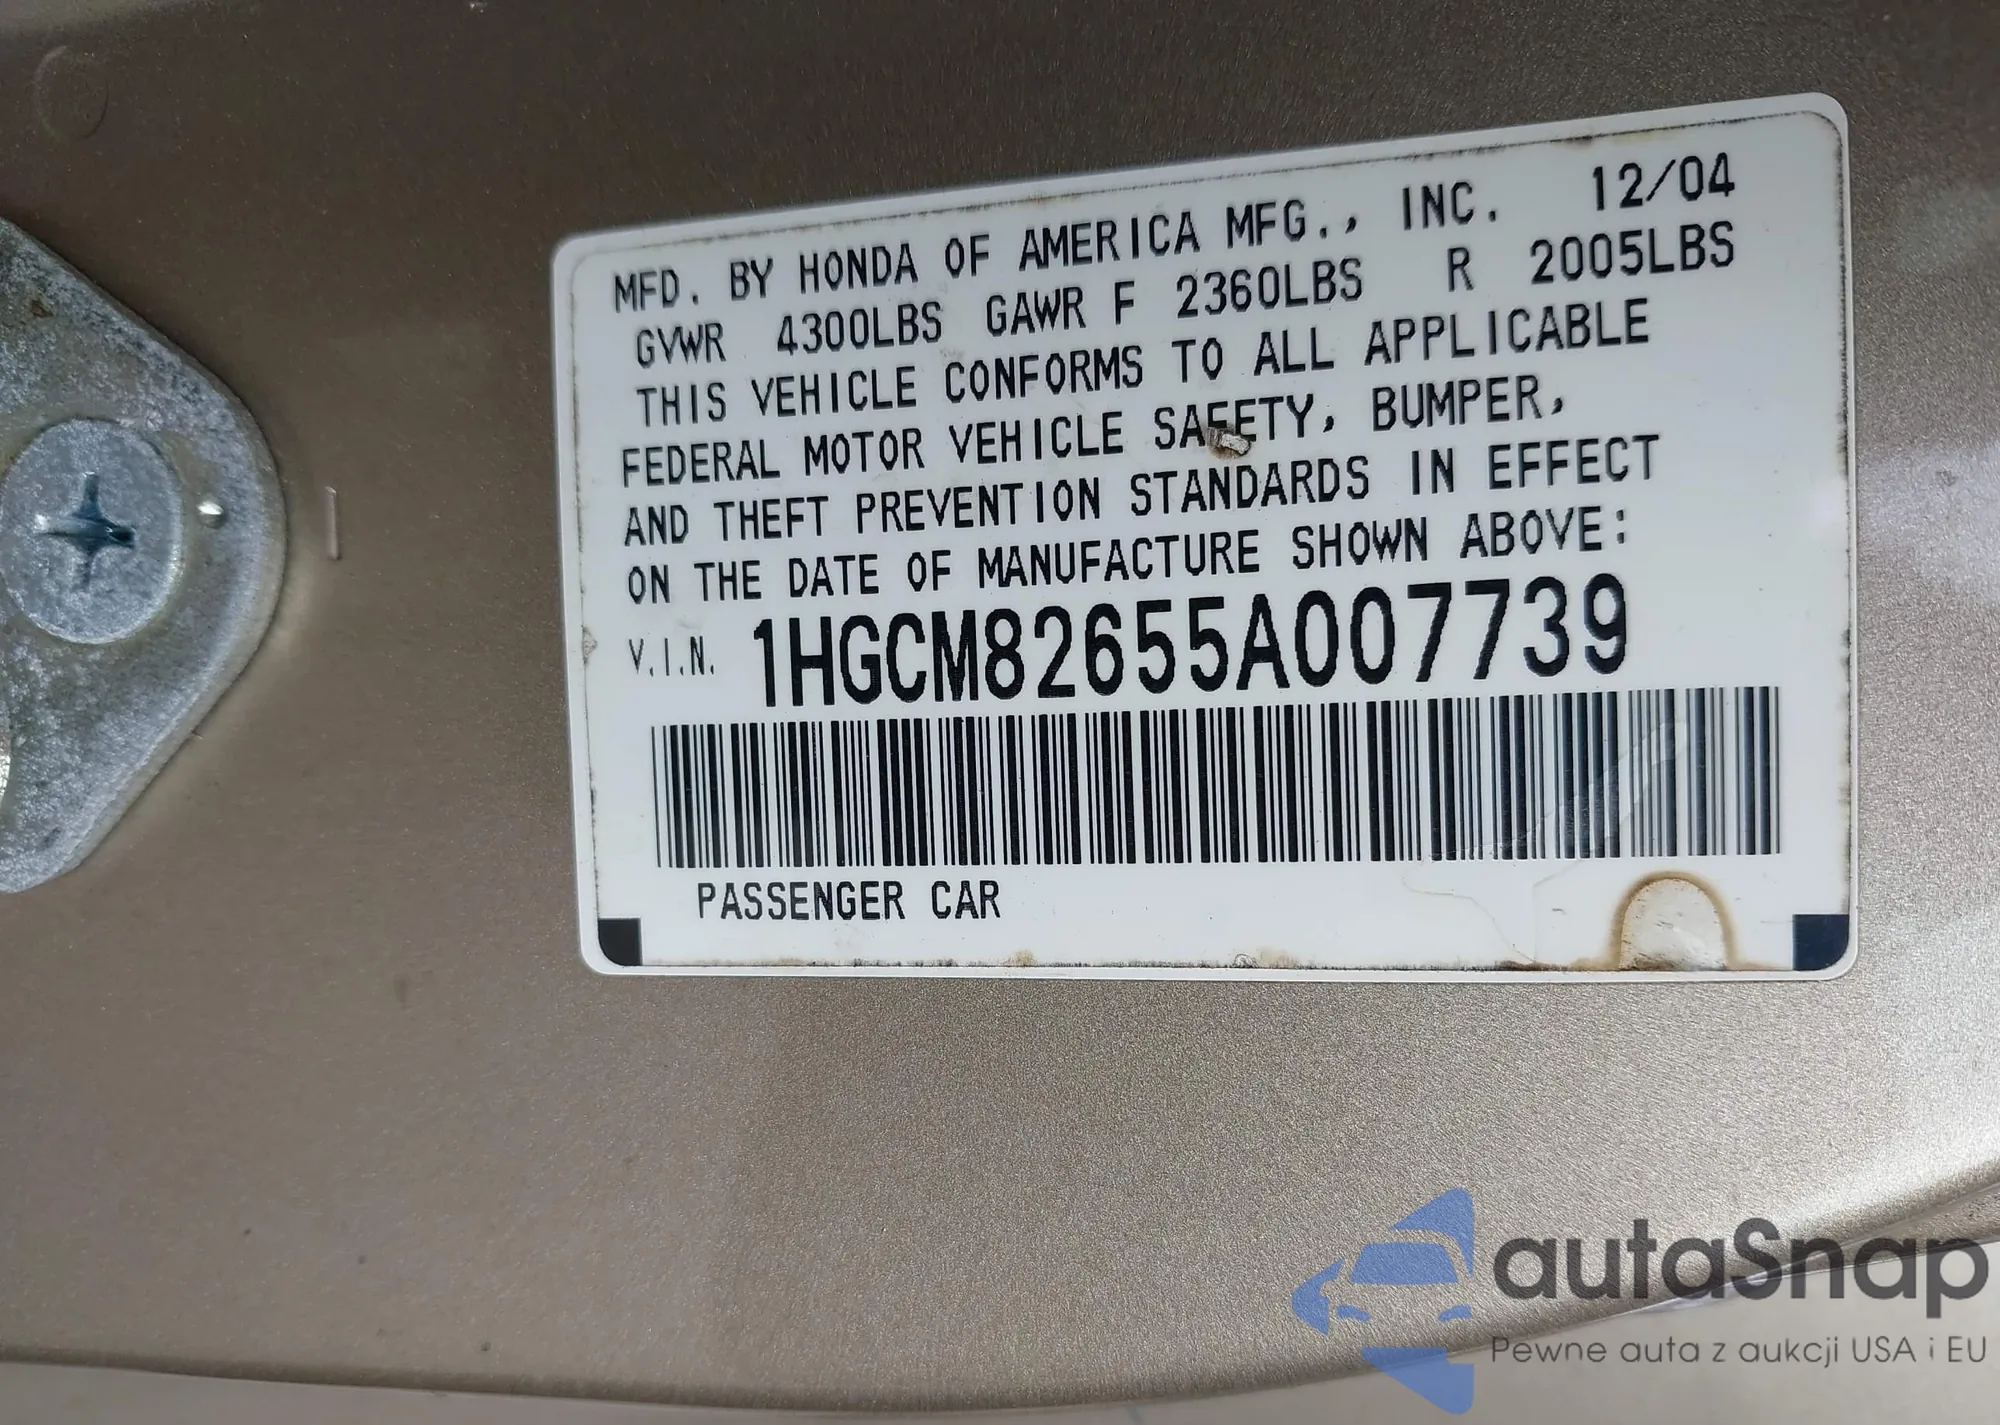 MFD. BY HONDA OF AMERICA MFG., INC. 12/04
GVWR 4300LBS GAWR F 2360LBS R 2005LBS
THIS VEHICLE CONFORMS TO ALL APPLICABLE
FEDERAL MOTOR VEHICLE SAFETY, BUMPER,
AND THEFT PREVENTION STANDARDS IN EFFECT
ON THE DATE OF MANUFACTURE SHOWN ABOVE:
V.I.N. 1HGCM82655A007739
PASSENGER CAR
autaSnap
Pewne auta z aukcji USA i EU